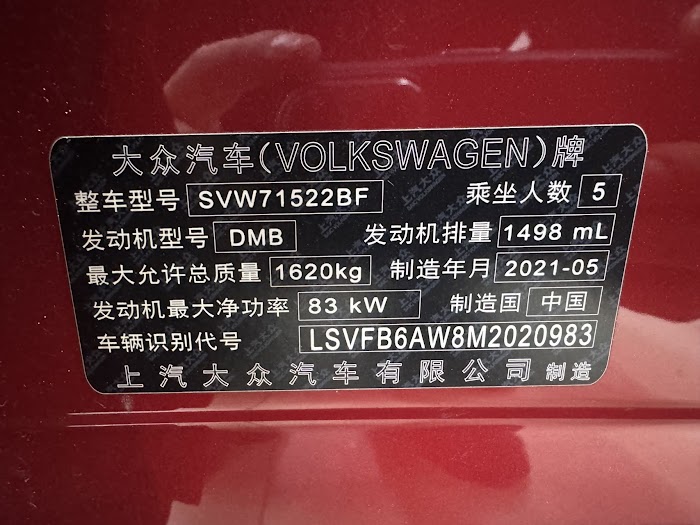 大众汽车(VOLKSWAGEN)牌
整车型号 SVW71522BF 乘坐人数 5
发动机型号 DMB 发动机排量 1498 mL
最大允许总质量 1620kg 制造年月 2021-05
发动机最大净功率 83 kW 制造国 中国
车辆识别代号 LSVFB6AW8M2020983
上汽大众汽车有限公司 制造